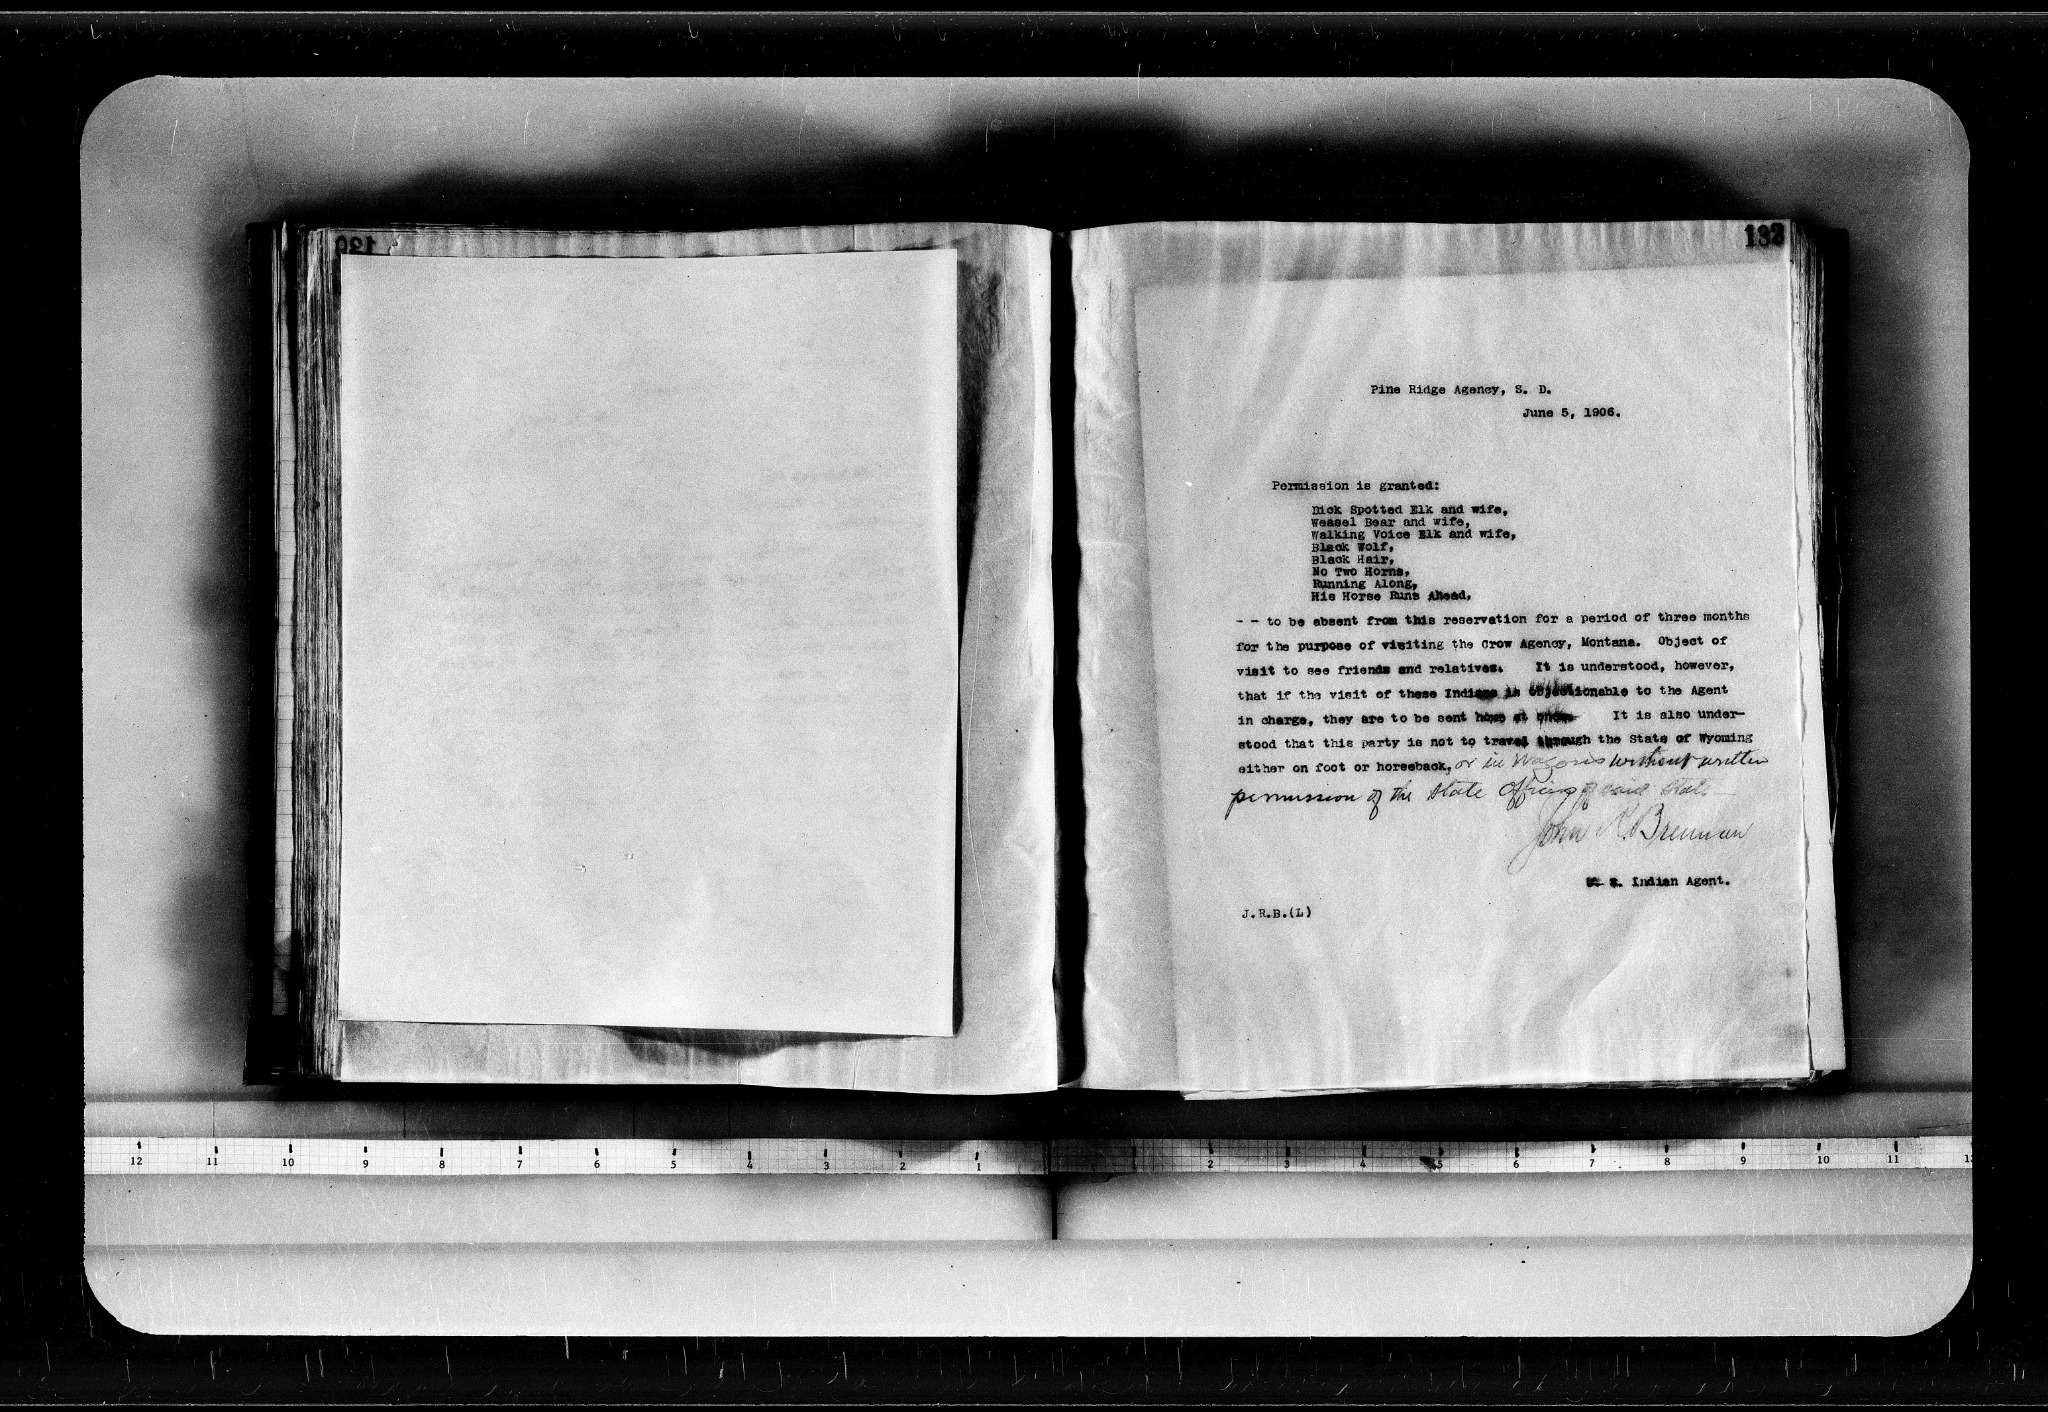 132
Pine Ridge Agency, S. D.
June 5, 1906.
Permission is granted:
Dick Spotted Elk and wife,
Weasel Bear and wife,
Walking Voice Elk and wife,
Black Wolf,
Black Hair,
No Two Horns,
Running Along,
His Horse Runs Ahead,
- - to be absent from this reservation for a period of three months
for the purpose of visiting the Crow Agency, Montana. Object of
visit to see friends and relatives. It is understood, however,
that if the visit of these Indians is objectionable to the Agent
in charge, they are to be sent home at once. It is also under-
stood that this party is not to travel through the State of Wyoming
either on foot or horseback, or in Wagons without written
permission of the State Officers of said State
John R Brennan
Indian Agent.
J.R.B.(L)
12 11 10 9 8 7 6 5 4 3 2 1 2 3 4 5 6 7 8 9 10 11